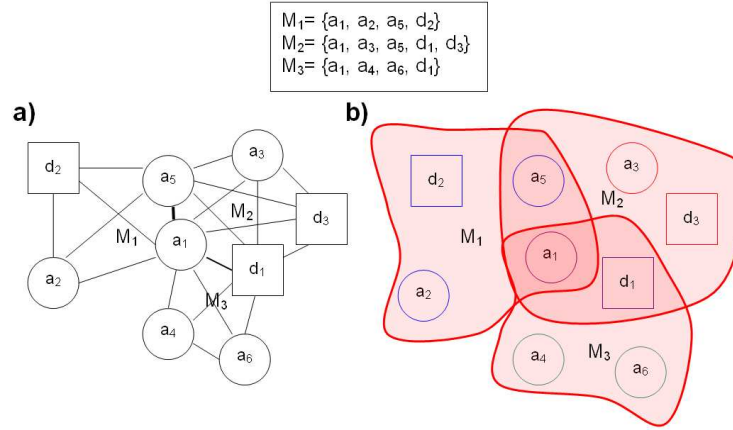 M₁= {a₁, a₂, a₅, d₂}
M₂= {a₁, a₃, a₅, d₁, d₃}
M₃= {a₁, a₄, a₆, d₁}
a)
d₂
a₅
a₃
d₃
M₂
M₁
a₁
d₁
a₂
M₃
a₄
a₆
b)
d₂
a₅
a₃
M₂
d₃
M₁
a₁
d₁
a₂
a₄
M₃
a₆